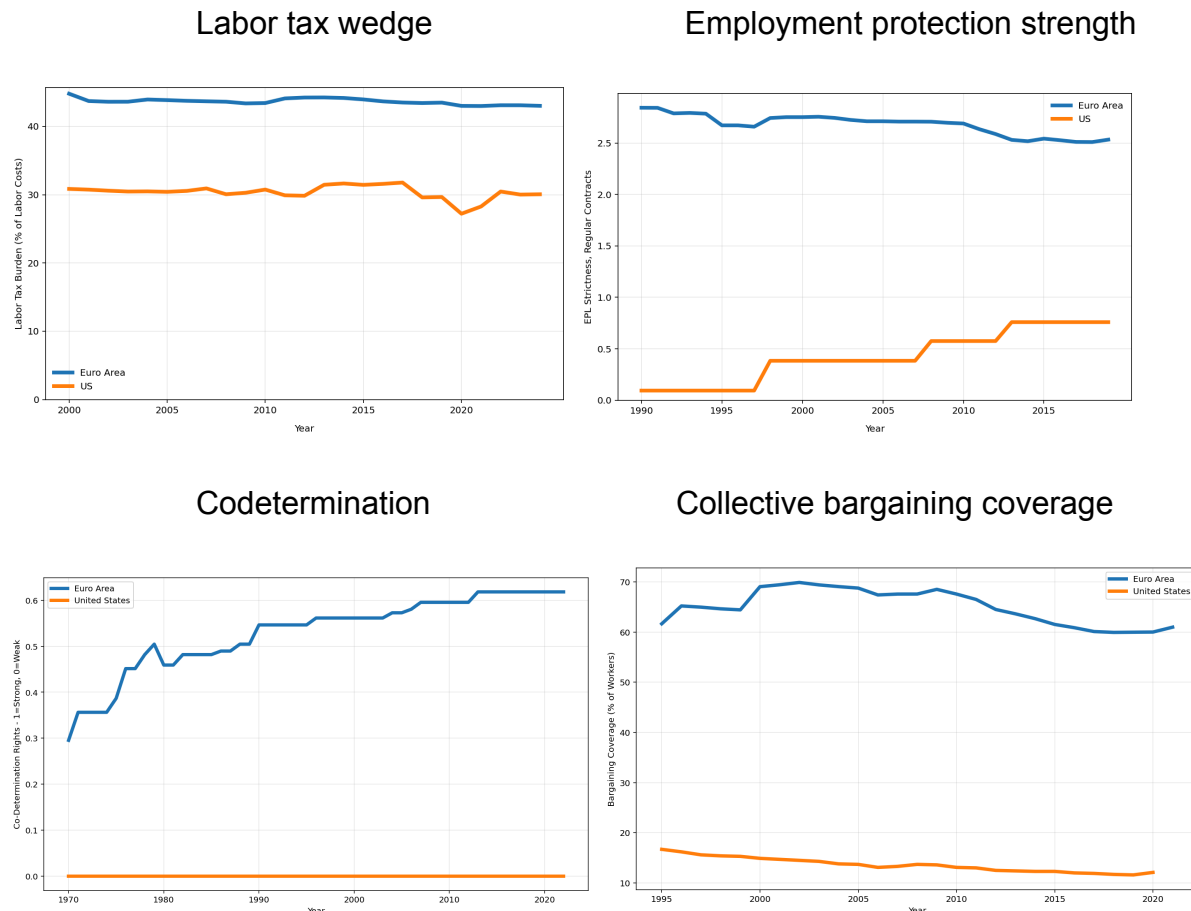 Labor tax wedge
Labor Tax Burden (% of Labor Costs)
40
30
20
10
0
Euro Area
US
2000
2005
2010
2015
2020
Year
Employment protection strength
EPL Strictness, Regular Contracts
2.5
2.0
1.5
1.0
0.5
0.0
Euro Area
US
1990
1995
2000
2005
2010
2015
Year
Codetermination
Co-Determination Rights - 1=Strong, 0=Weak
0.6
0.5
0.4
0.3
0.2
0.1
0.0
Euro Area
United States
1970
1980
1990
2000
2010
2020
Year
Collective bargaining coverage
Bargaining Coverage (% of Workers)
70
60
50
40
30
20
10
Euro Area
United States
1995
2000
2005
2010
2015
2020
Year